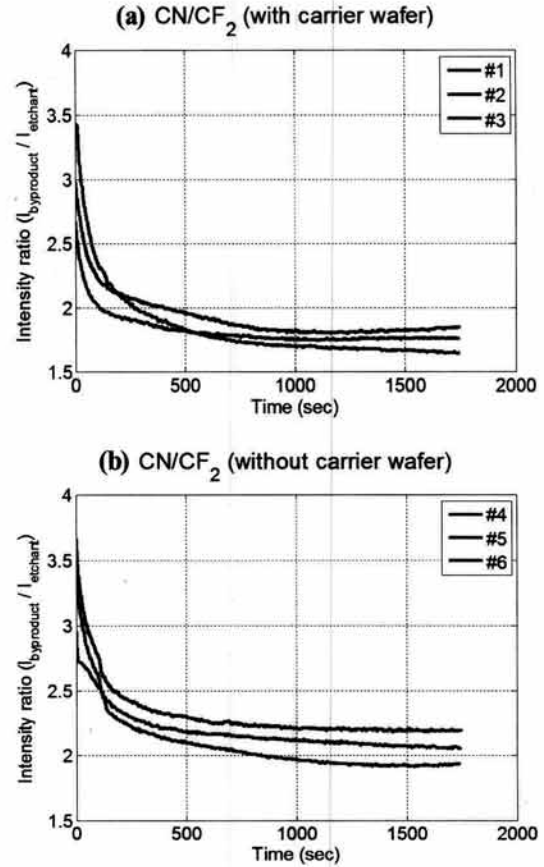 (a) CN/CF2 (with carrier wafer)
4
3.5
3
2.5
2
1.5
Intensity ratio (Ibyproduct / Ietchart)
#1
#2
#3
0 500 1000 1500 2000
Time (sec)
(b) CN/CF2 (without carrier wafer)
4
3.5
3
2.5
2
1.5
Intensity ratio (Ibyproduct / Ietchart)
#4
#5
#6
0 500 1000 1500 2000
Time (sec)